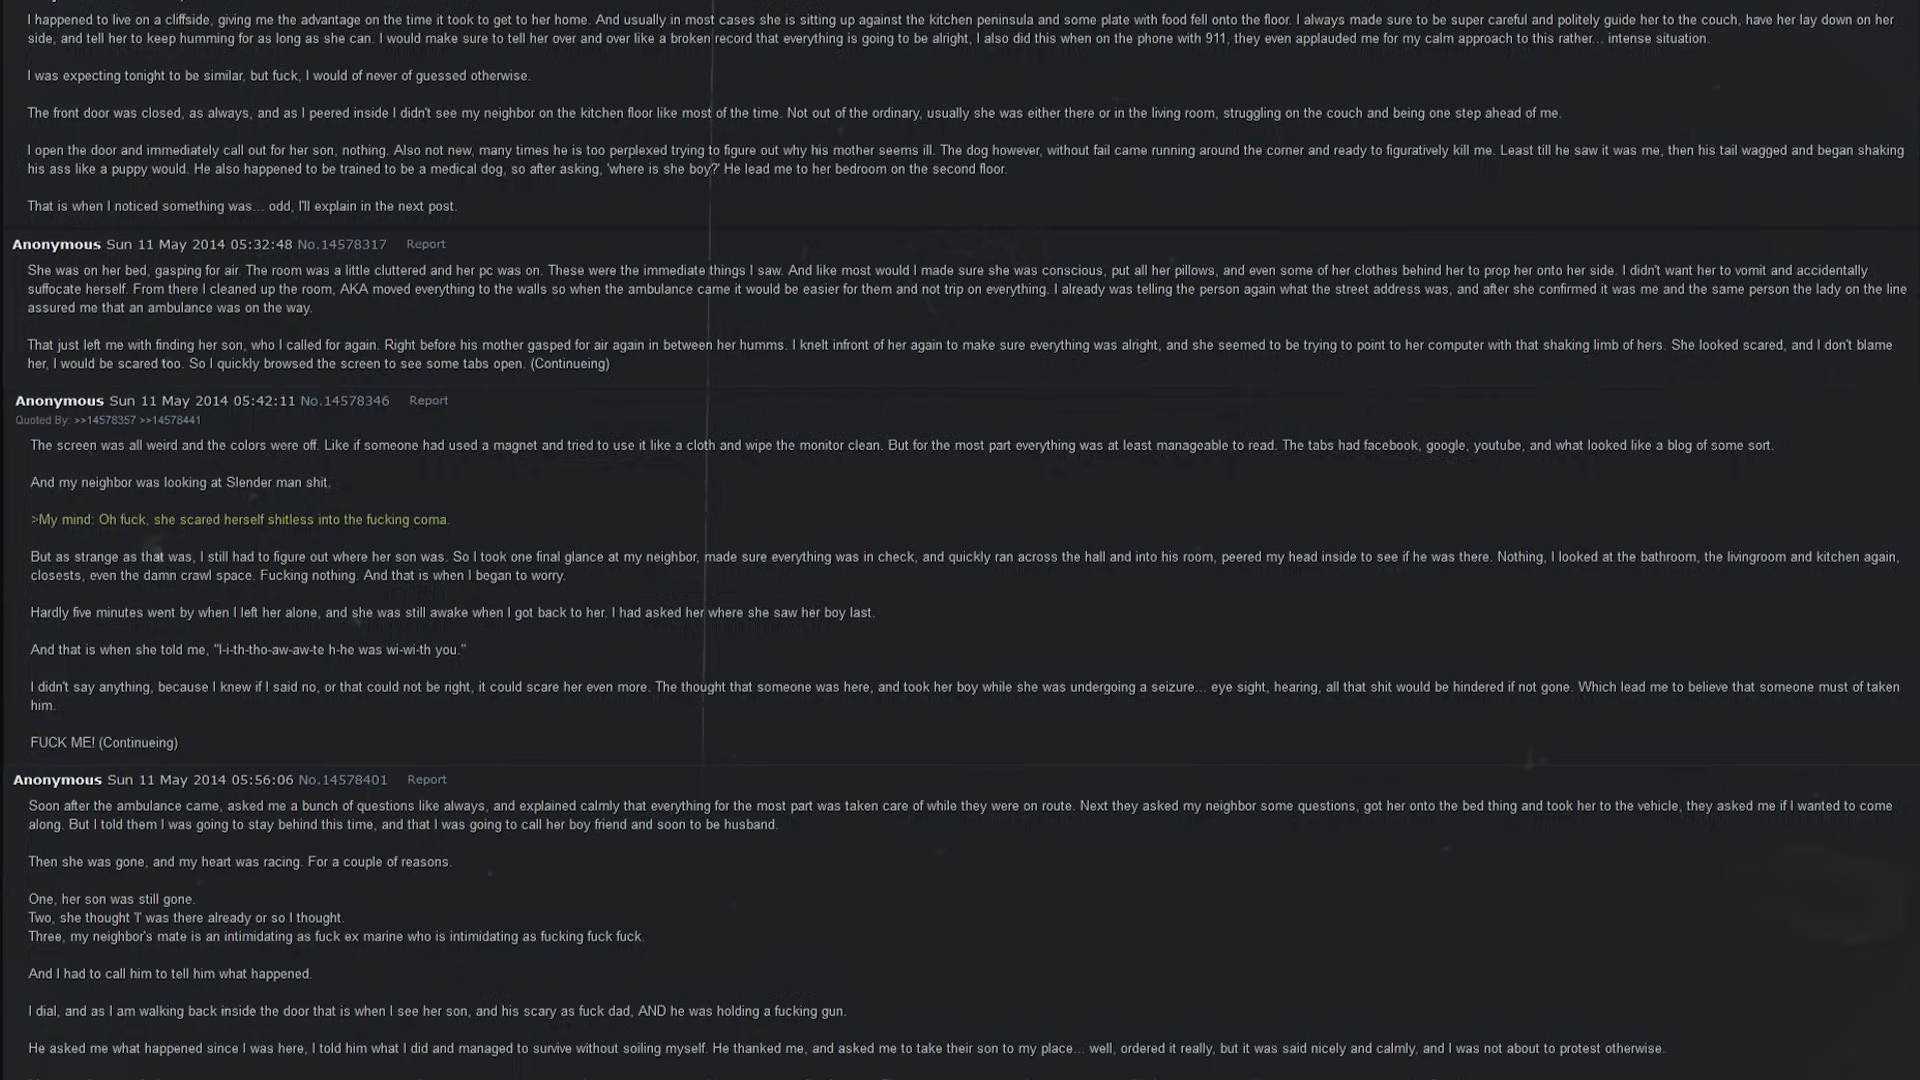 I happened to live on a cliffside, giving me the advantage on the time it took to get to her home. And usually in most cases she is sitting up against the kitchen peninsula and some plate with food fell onto the floor. I always made sure to be super careful and politely guide her to the couch, have her lay down on her
side, and tell her to keep humming for as long as she can. I would make sure to tell her over and over like a broken record that everything is going to be alright, I also did this when on the phone with 911, they even applauded me for my calm approach to this rather... intense situation.
I was expecting tonight to be similar, but fuck, I would of never of guessed otherwise.
The front door was closed, as always, and as I peered inside I didn't see my neighbor on the kitchen floor like most of the time. Not out of the ordinary, usually she was either there or in the living room, struggling on the couch and being one step ahead of me.
I open the door and immediately call out for her son, nothing. Also not new, many times he is too perplexed trying to figure out why his mother seems ill. The dog however, without fail came running around the corner and ready to figuratively kill me. Least till he saw it was me, then his tail wagged and began shaking
his ass like a puppy would. He also happened to be trained to be a medical dog, so after asking, 'where is she boy?' He lead me to her bedroom on the second floor.
That is when I noticed something was... odd, I'll explain in the next post.
Anonymous Sun 11 May 2014 05:32:48 No.14578317 Report
She was on her bed, gasping for air. The room was a little cluttered and her pc was on. These were the immediate things I saw. And like most would I made sure she was conscious, put all her pillows, and even some of her clothes behind her to prop her onto her side. I didn't want her to vomit and accidentally
suffocate herself. From there I cleaned up the room, AKA moved everything to the walls so when the ambulance came it would be easier for them and not trip on everything. I already was telling the person again what the street address was, and after she confirmed it was me and the same person the lady on the line
assured me that an ambulance was on the way.
That just left me with finding her son, who I called for again. Right before his mother gasped for air again in between her humms. I knelt infront of her again to make sure everything was alright, and she seemed to be trying to point to her computer with that shaking limb of hers. She looked scared, and I don't blame
her, I would be scared too. So I quickly browsed the screen to see some tabs open. (Continueing)
Anonymous Sun 11 May 2014 05:42:11 No.14578346 Report
Quoted By: >>14578357 >>14578441
The screen was all weird and the colors were off. Like if someone had used a magnet and tried to use it like a cloth and wipe the monitor clean. But for the most part everything was at least manageable to read. The tabs had facebook, google, youtube, and what looked like a blog of some sort.
And my neighbor was looking at Slender man shit.
>My mind: Oh fuck, she scared herself shitless into the fucking coma.
But as strange as that was, I still had to figure out where her son was. So I took one final glance at my neighbor, made sure everything was in check, and quickly ran across the hall and into his room, peered my head inside to see if he was there. Nothing, I looked at the bathroom, the livingroom and kitchen again,
closests, even the damn crawl space. Fucking nothing. And that is when I began to worry.
Hardly five minutes went by when I left her alone, and she was still awake when I got back to her. I had asked her where she saw her boy last.
And that is when she told me, "I-i-th-tho-aw-aw-te h-he was wi-wi-th you."
I didn't say anything, because I knew if I said no, or that could not be right, it could scare her even more. The thought that someone was here, and took her boy while she was undergoing a seizure... eye sight, hearing, all that shit would be hindered if not gone. Which lead me to believe that someone must of taken
him.
FUCK ME! (Continueing)
Anonymous Sun 11 May 2014 05:56:06 No.14578401 Report
Soon after the ambulance came, asked me a bunch of questions like always, and explained calmly that everything for the most part was taken care of while they were on route. Next they asked my neighbor some questions, got her onto the bed thing and took her to the vehicle, they asked me if I wanted to come
along. But I told them I was going to stay behind this time, and that I was going to call her boy friend and soon to be husband.
Then she was gone, and my heart was racing. For a couple of reasons.
One, her son was still gone.
Two, she thought 'I' was there already or so I thought.
Three, my neighbor's mate is an intimidating as fuck ex marine who is intimidating as fucking fuck fuck.
And I had to call him to tell him what happened.
I dial, and as I am walking back inside the door that is when I see her son, and his scary as fuck dad, AND he was holding a fucking gun.
He asked me what happened since I was here, I told him what I did and managed to survive without soiling myself. He thanked me, and asked me to take their son to my place... well, ordered it really, but it was said nicely and calmly, and I was not about to protest otherwise.